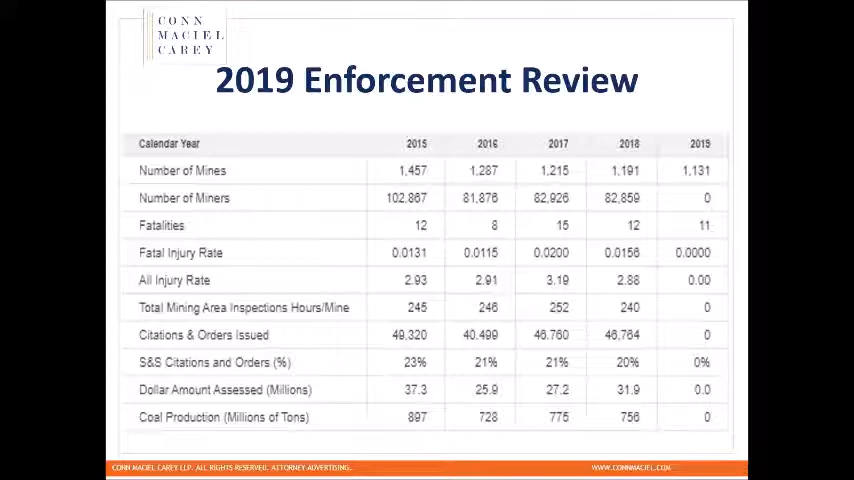 CONN
MACIEL
CAREY
2019 Enforcement Review
Calendar Year 2015 2016 2017 2018 2019
Number of Mines 1,457 1,287 1,215 1,191 1,131
Number of Miners 102,867 81,876 82,926 82,859 0
Fatalities 12 8 15 12 11
Fatal Injury Rate 0.0131 0.0115 0.0200 0.0156 0.0000
All Injury Rate 2.93 2.91 3.19 2.88 0.00
Total Mining Area Inspections Hours/Mine 245 246 252 240 0
Citations & Orders Issued 49,320 40,499 46,760 46,764 0
S&S Citations and Orders (%) 23% 21% 21% 20% 0%
Dollar Amount Assessed (Millions) 37.3 25.9 27.2 31.9 0.0
Coal Production (Millions of Tons) 897 728 775 756 0
CONN MACIEL CAREY LLP. ALL RIGHTS RESERVED. ATTORNEY ADVERTISING. WWW.CONNMACIEL.COM